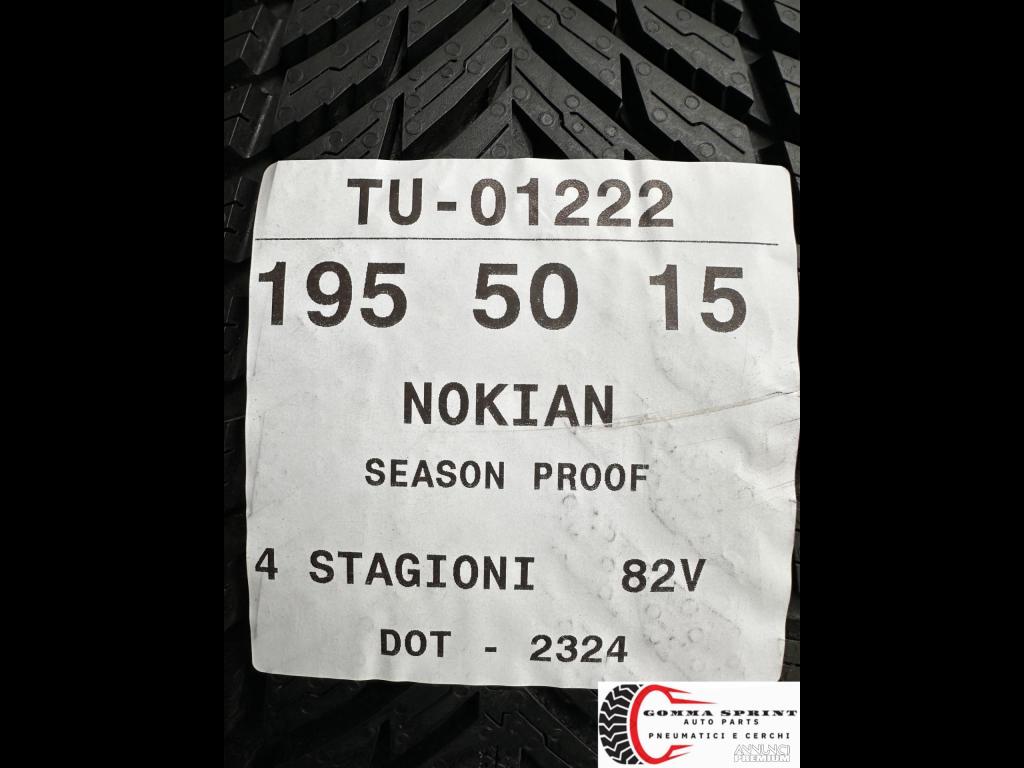 TU-01222
195 50 15
NOKIAN
SEASON PROOF
4 STAGIONI 82V
DOT - 2324
GOMMA SPRINT
AUTO PARTS
PNEUMATICI E CERCHI
ANNUNCI
PREMIUM